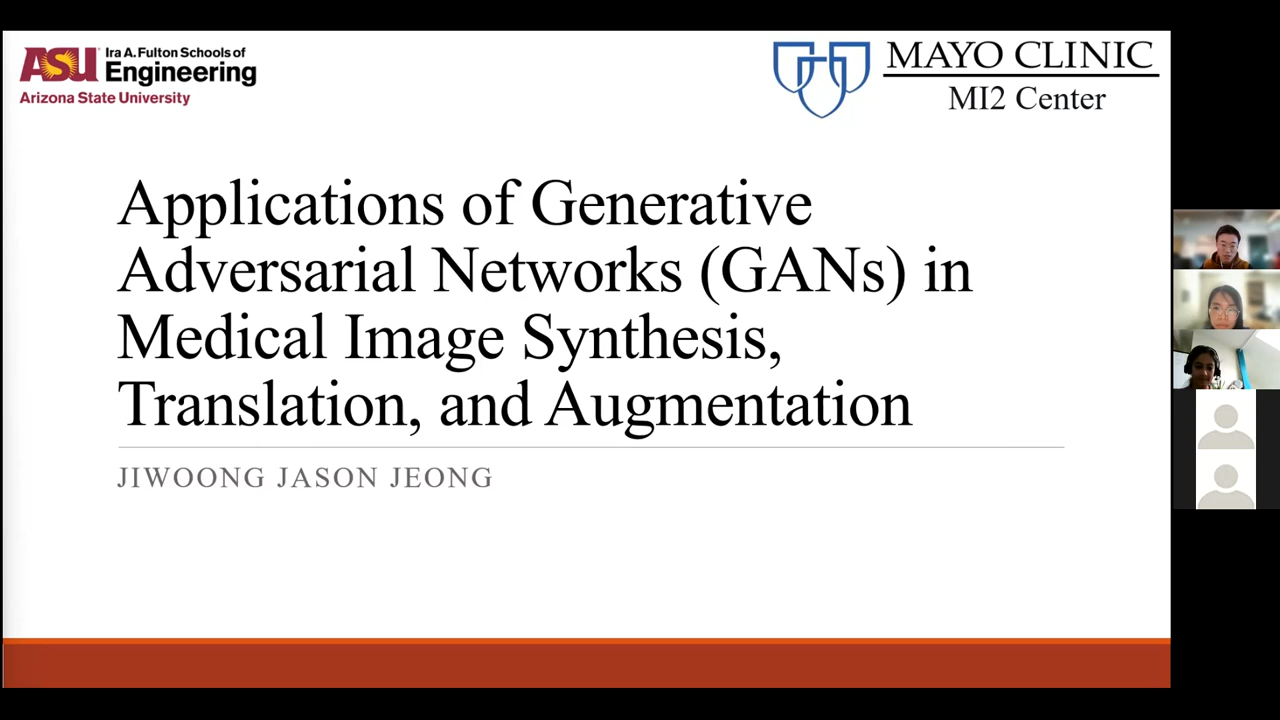 ASU Ira A. Fulton Schools of
Engineering
Arizona State University
MAYO CLINIC
MI2 Center
Applications of Generative
Adversarial Networks (GANs) in
Medical Image Synthesis,
Translation, and Augmentation
JIWOONG JASON JEONG